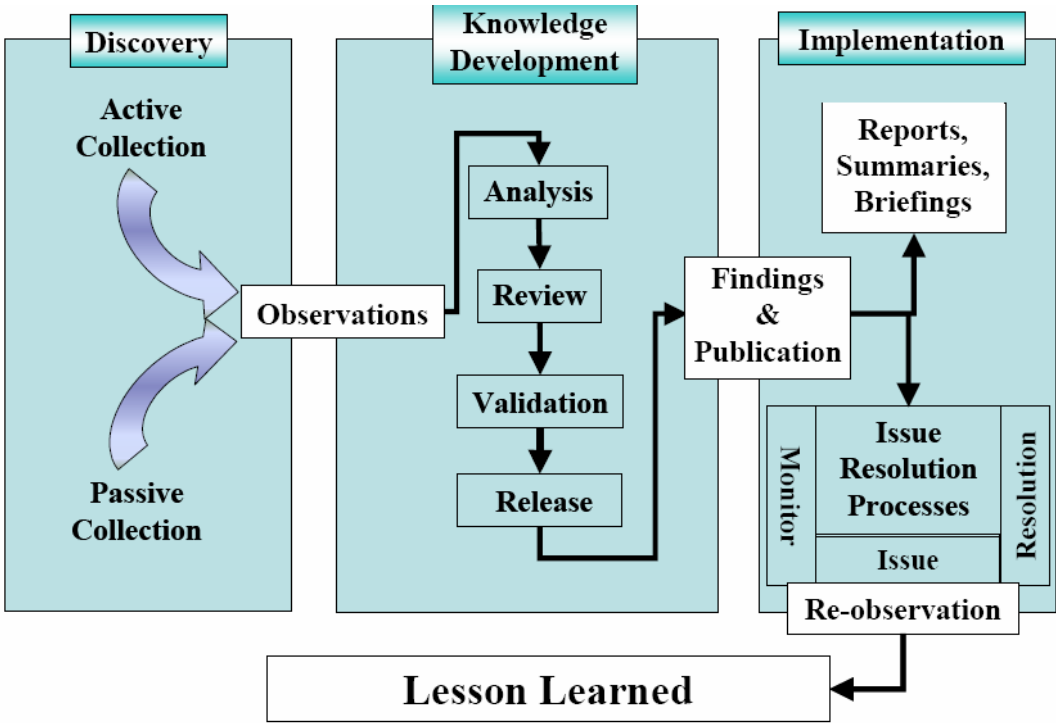 Discovery
Active
Collection
Passive
Collection
Observations
Knowledge
Development
Analysis
Review
Validation
Release
Findings
&
Publication
Implementation
Reports,
Summaries,
Briefings
Monitor
Issue
Resolution
Processes
Issue
Resolution
Re-observation
Lesson Learned